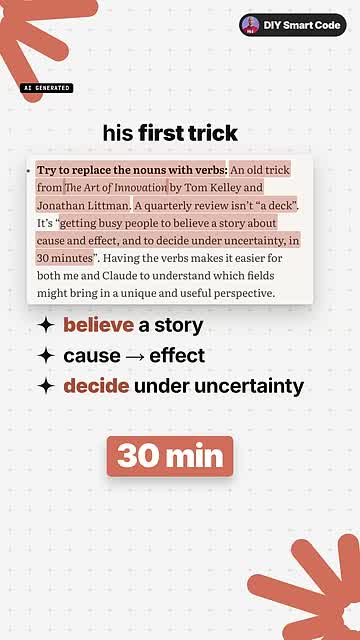 DIY Smart Code
AI GENERATED
his first trick
• Try to replace the nouns with verbs: An old trick
from The Art of Innovation by Tom Kelley and
Jonathan Littman. A quarterly review isn’t “a deck”.
It’s “getting busy people to believe a story about
cause and effect, and to decide under uncertainty, in
30 minutes”. Having the verbs makes it easier for
both me and Claude to understand which fields
might bring in a unique and useful perspective.
✦ believe a story
✦ cause → effect
✦ decide under uncertainty
30 min